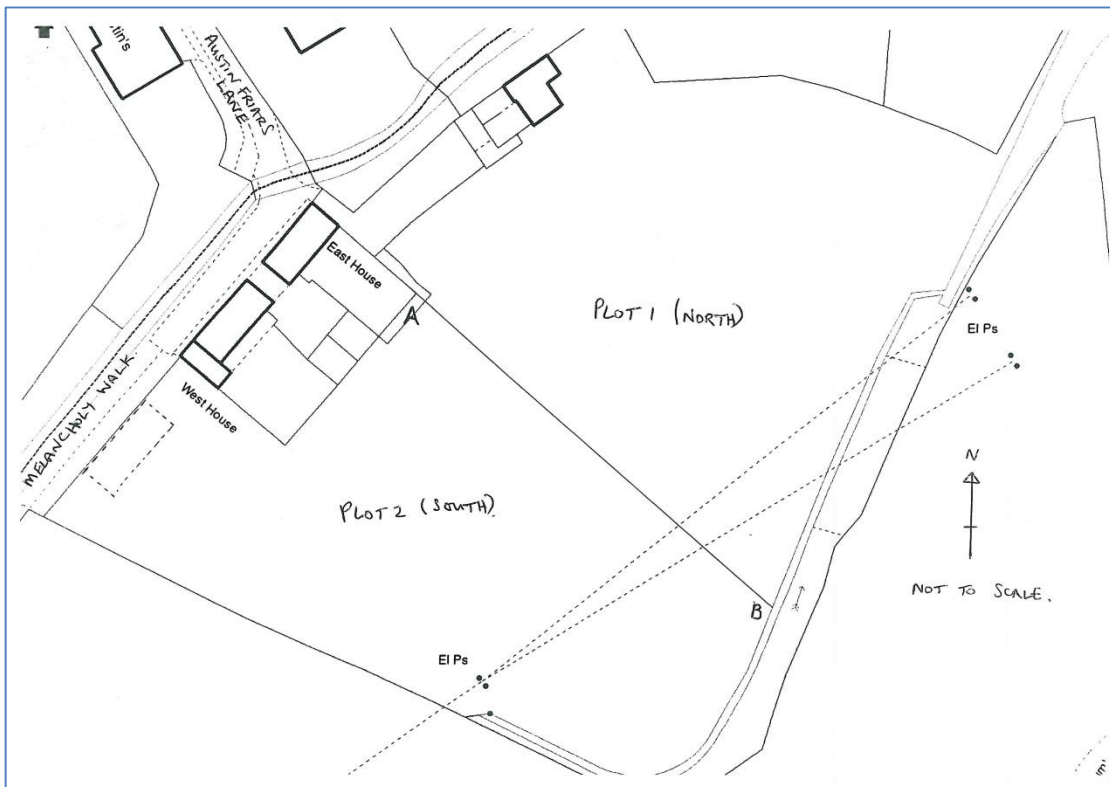 tin's
AUSTIN FRIARS
LANE
East House
A
PLOT 1 (NORTH)
El Ps
West House
MELANCHOLY WALK
N
PLOT 2 (SOUTH).
NOT TO SCALE.
B
El Ps